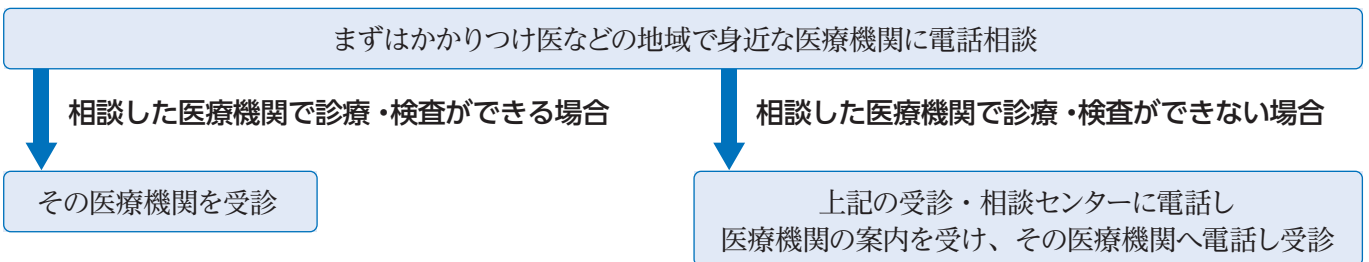 まずはかかりつけ医などの地域で身近な医療機関に電話相談
相談した医療機関で診療・検査ができる場合
相談した医療機関で診療・検査ができない場合
その医療機関を受診
上記の受診・相談センターに電話し
医療機関の案内を受け、その医療機関へ電話し受診